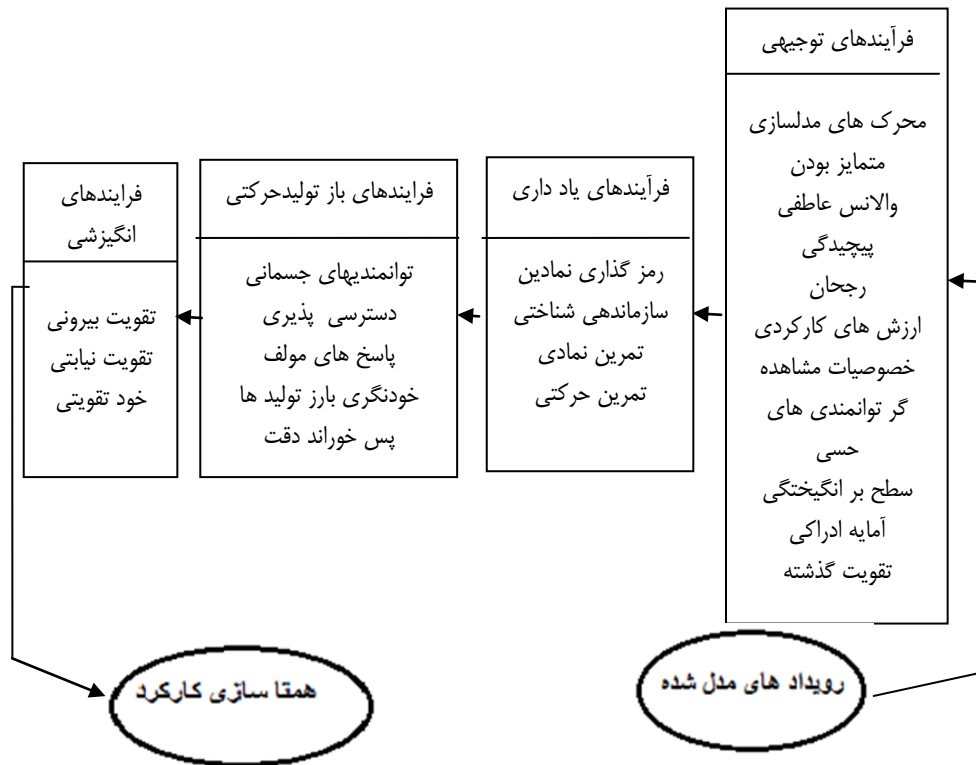 فرآیندهای توجیهی
محرک های مدلسازی
متمایز بودن
والانس عاطفی
پیچیدگی
رجحان
ارزش های کارکردی
خصوصیات مشاهده
گر توانمندی های
حسی
سطح بر انگیختگی
آمایه ادراکی
تقویت گذشته
فرآیندهای یاد داری
رمز گذاری نمادین
سازماندهی شناختی
تمرین نمادی
تمرین حرکتی
فرایندهای باز تولیدحرکتی
توانمندیهای جسمانی
دسترسی پذیری
پاسخ های مولف
خودنگری بارز تولید ها
پس خوراند دقت
فرایندهای
انگیزشی
تقویت بیرونی
تقویت نیابتی
خود تقویتی
رویداد های مدل شده
همتا سازی کارکرد